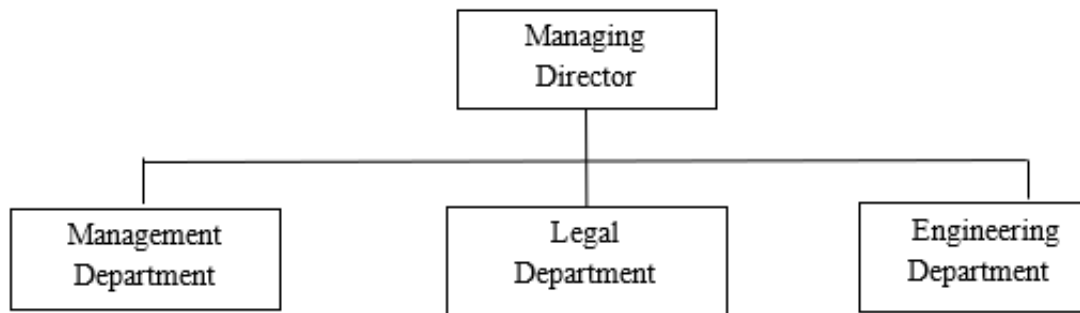 Managing
Director
Management
Department
Legal
Department
Engineering
Department